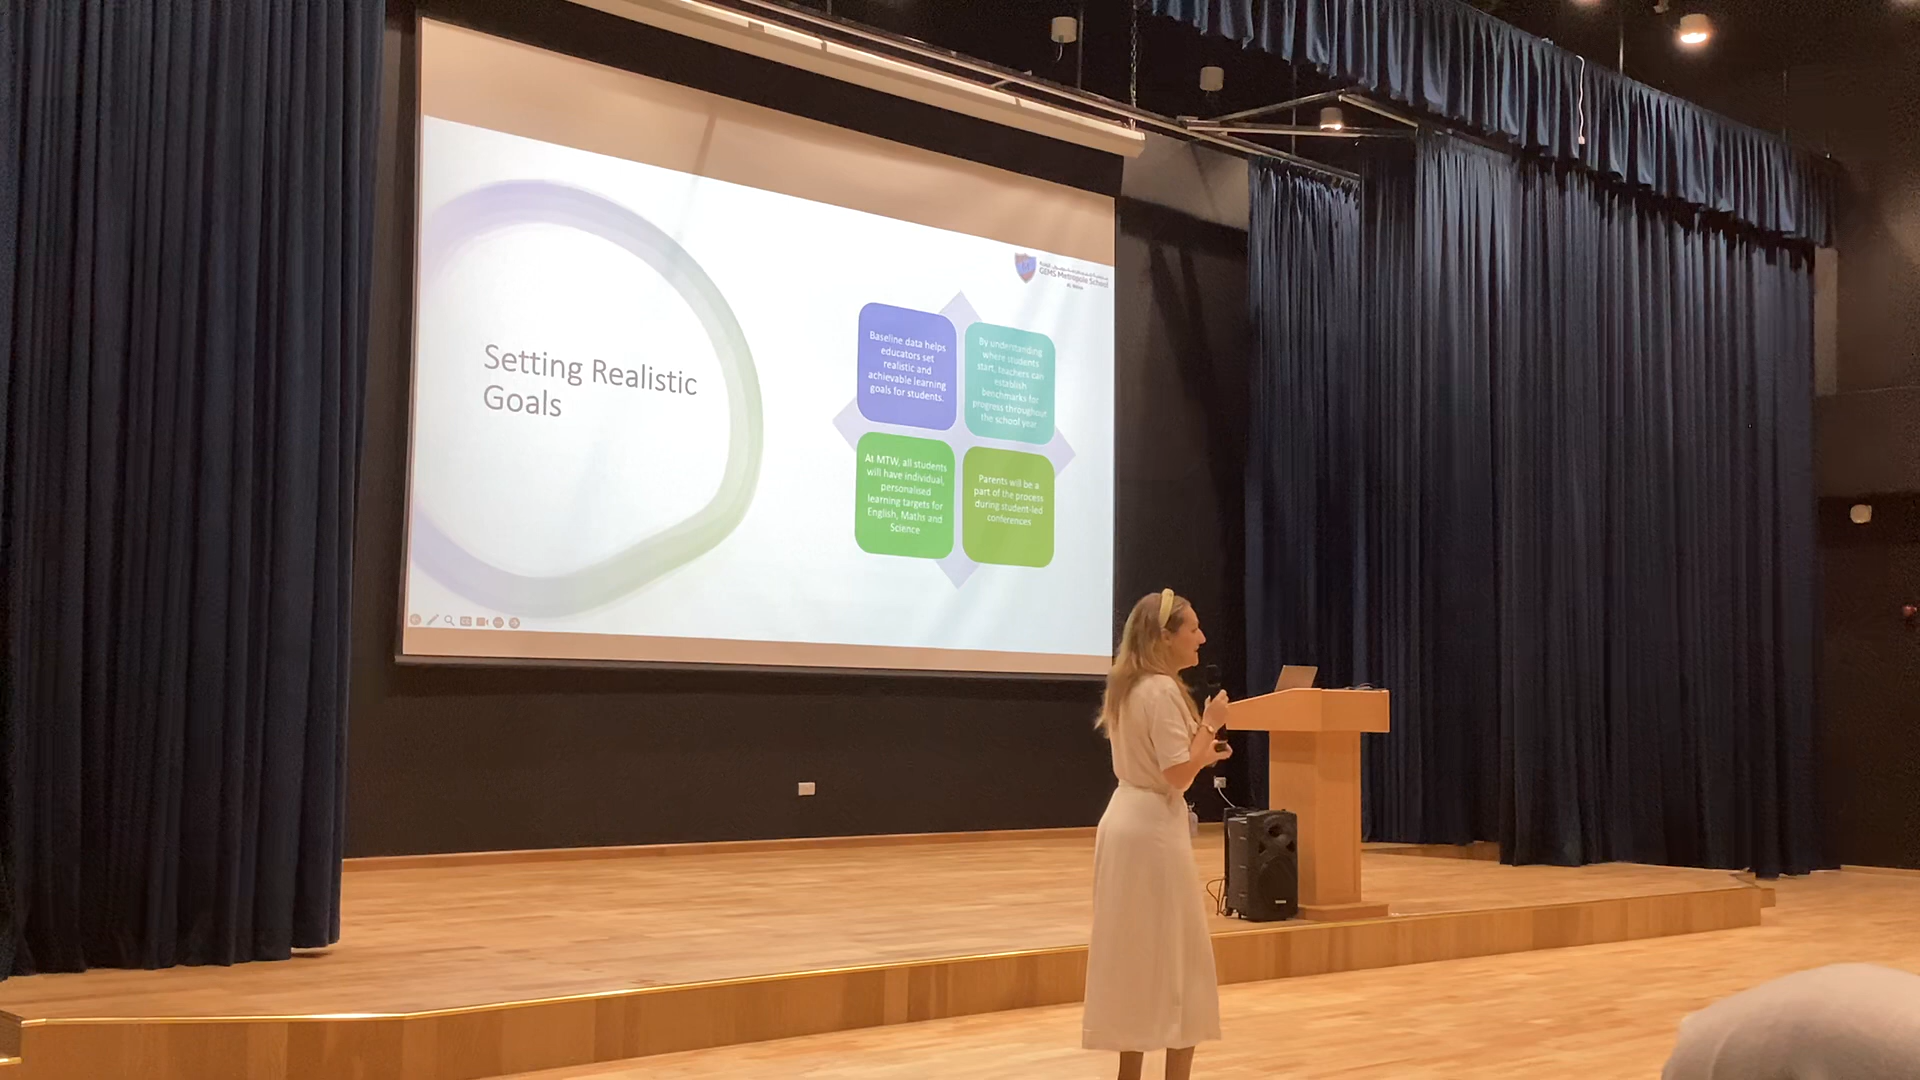 Setting Realistic
Goals
GEMS Metropole School
Baseline data helps
educators set
realistic and
achievable learning
goals for students.
By understanding
where students
start, teachers can
establish
benchmarks for
progress throughout
the school year
At MTW, all students
will have individual,
personalised
learning targets for
English, Maths and
Science
Parents will be a
part of the process
during student-led
conferences